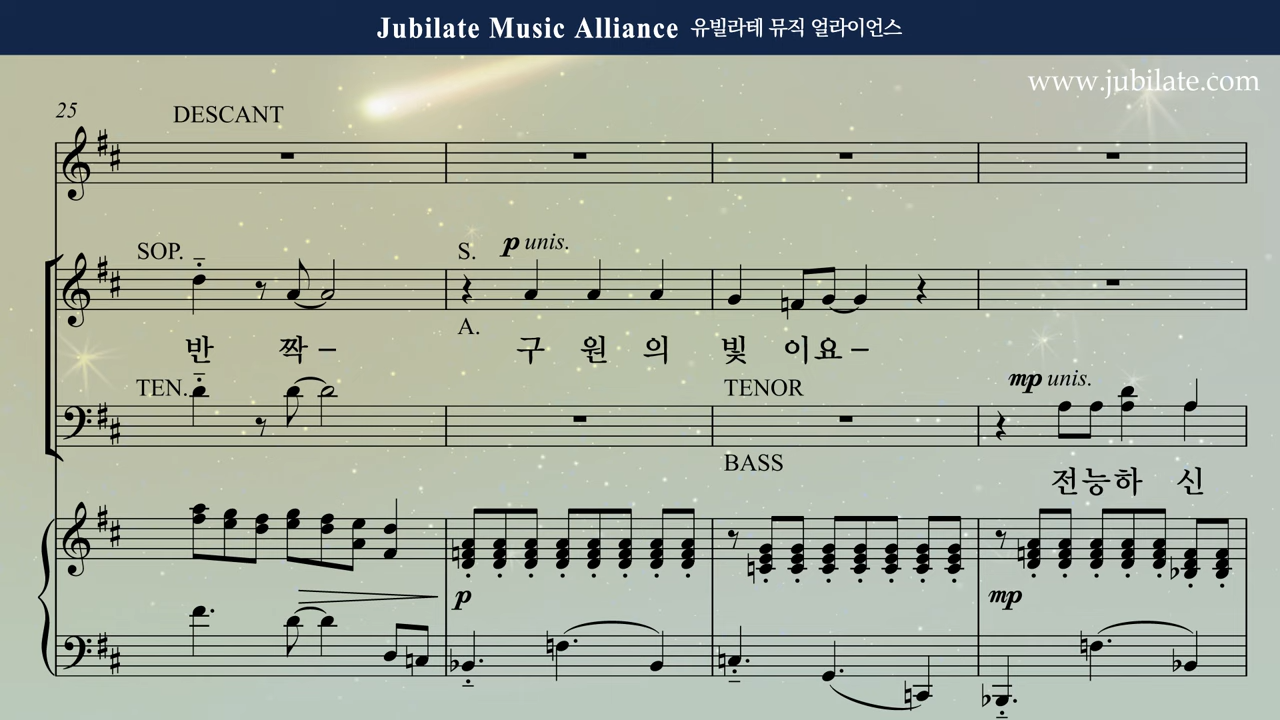 Jubilate Music Alliance 유빌라테 뮤직 얼라이언스
www.jubilate.com
25
DESCANT
SOP.
S.
p unis.
A.
반 짝 – 구 원 의 빛 이요 –
TEN.
TENOR
mp unis.
BASS
전능하 신
p
mp